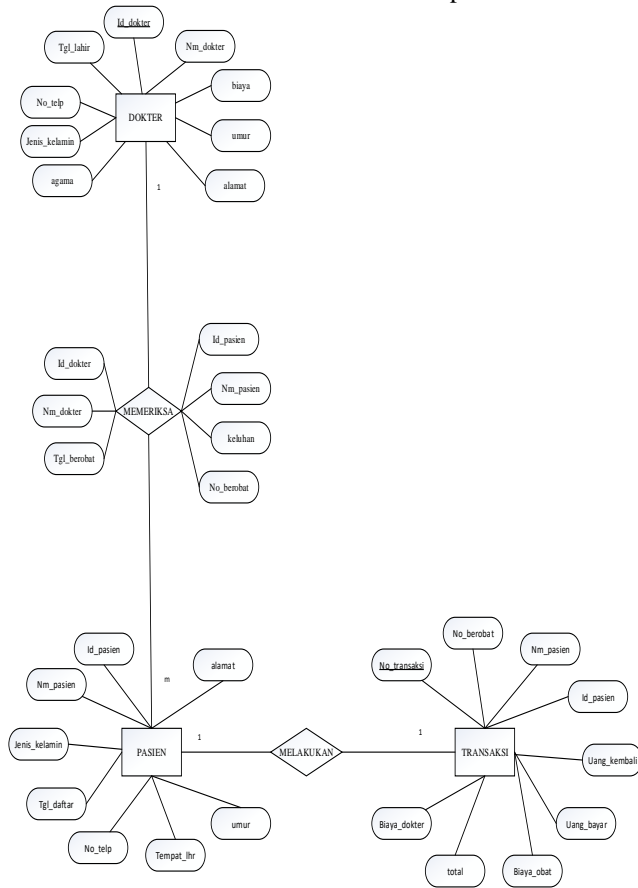 Id_dokter
Tgl_lahir
Nm_dokter
No_telp
biaya
DOKTER
Jenis_kelamin
umur
agama
alamat
1
Id_dokter
Id_pasien
Nm_dokter
MEMERIKSA
Nm_pasien
Tgl_berobat
keluhan
No_berobat
m
Id_pasien
alamat
Nm_pasien
Jenis_kelamin
PASIEN
1
MELAKUKAN
1
TRANSAKSI
Tgl_daftar
No_telp
Tempat_lhr
umur
No_berobat
No_transaksi
Nm_pasien
Id_pasien
Uang_kembali
Biaya_dokter
Uang_bayar
total
Biaya_obat